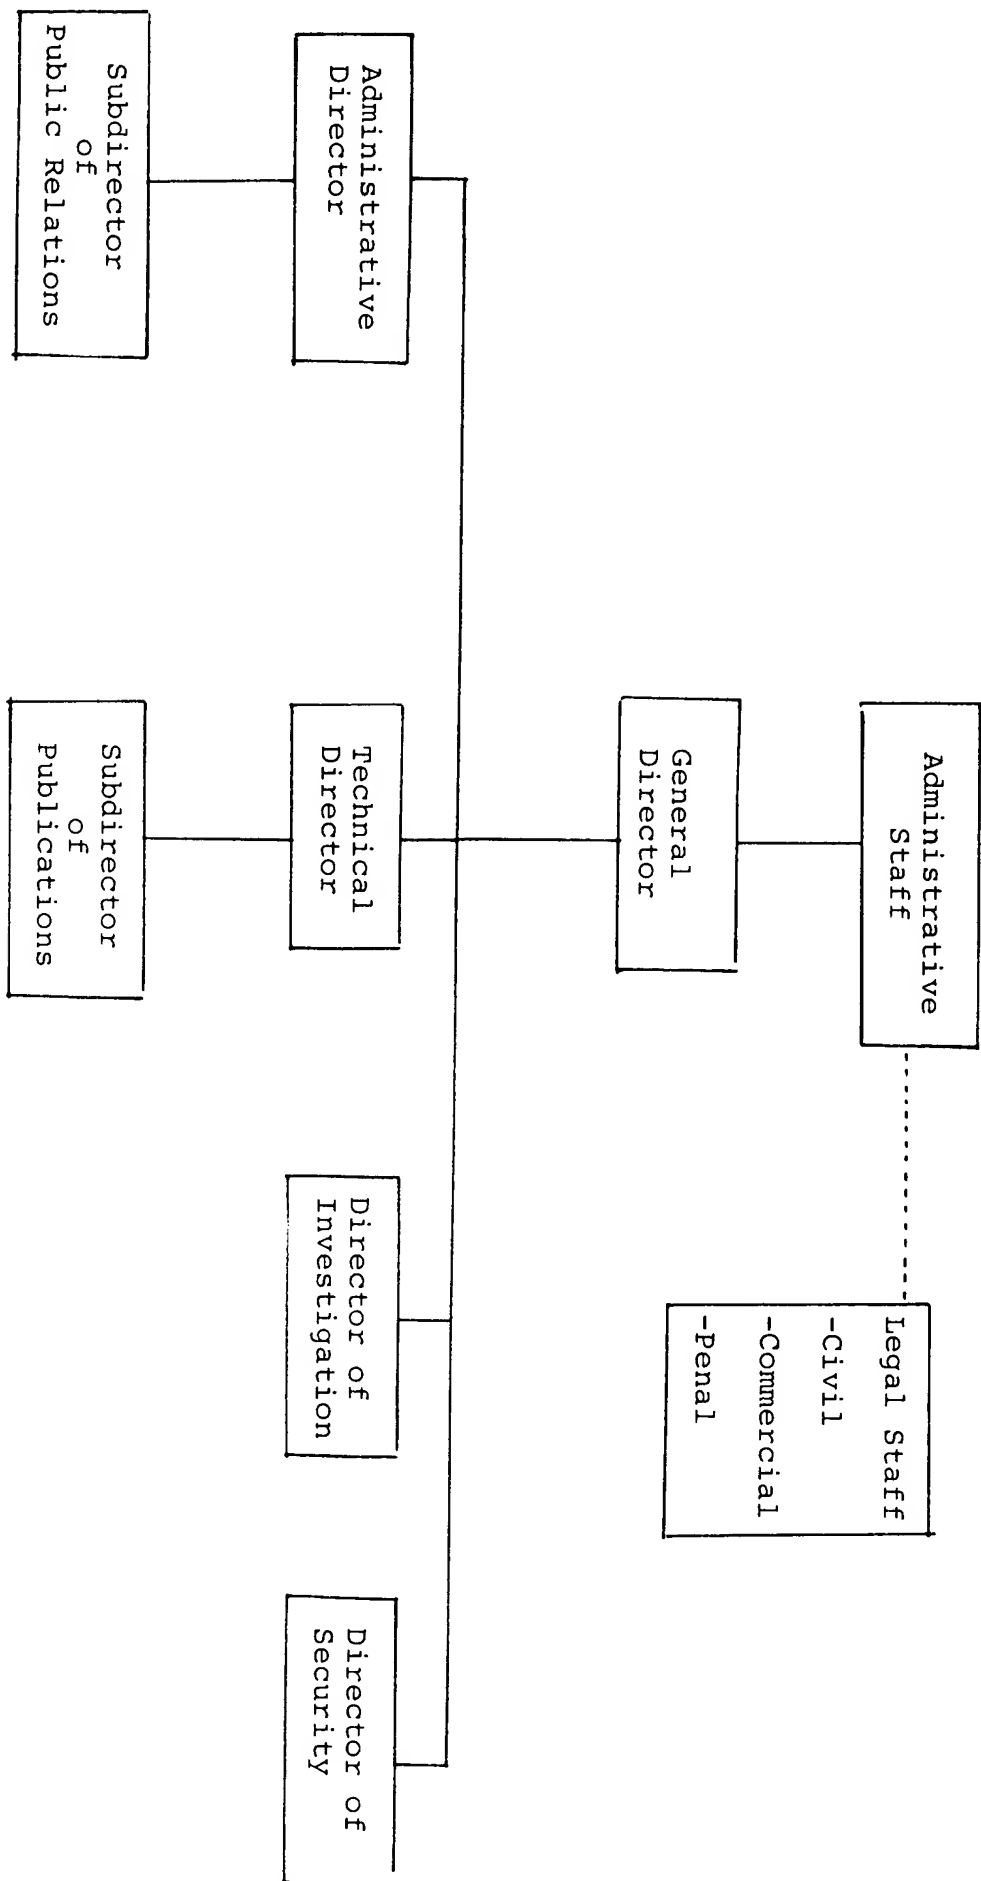 Administrative
Staff
Legal Staff
-Civil
-Commercial
-Penal
General
Director
Administrative
Director
Technical
Director
Director of
Investigation
Director of
Security
Subdirector
of
Public Relations
Subdirector
of
Publications